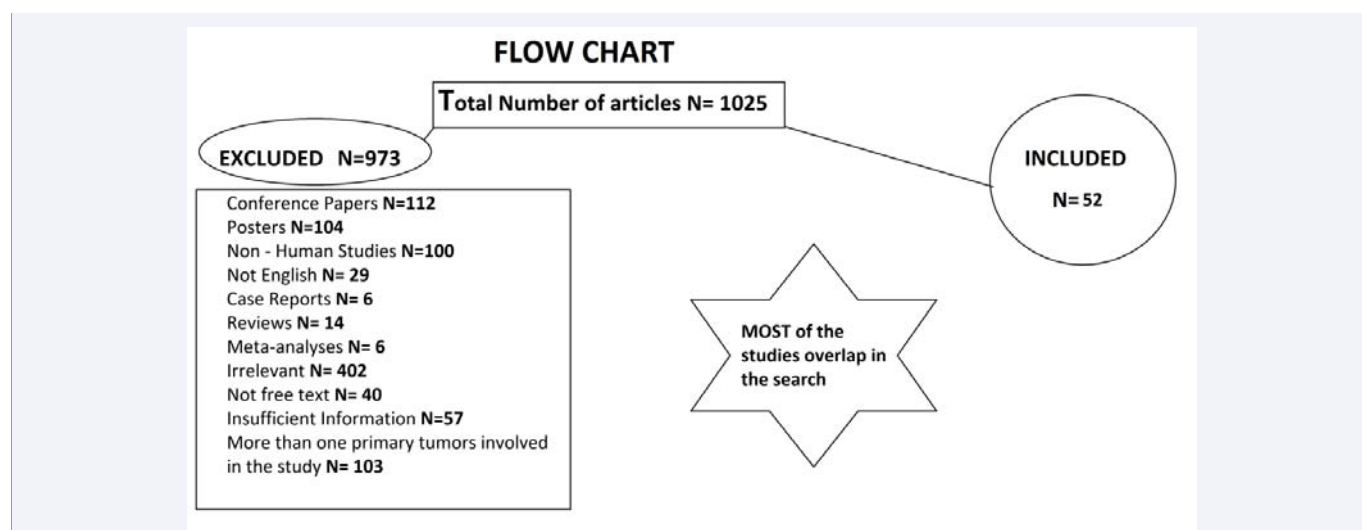 FLOW CHART
Total Number of articles N= 1025
EXCLUDED N=973
INCLUDED
N= 52
Conference Papers N=112
Posters N=104
Non - Human Studies N=100
Not English N= 29
Case Reports N= 6
Reviews N= 14
Meta-analyses N= 6
Irrelevant N= 402
Not free text N= 40
Insufficient Information N=57
More than one primary tumors involved
in the study N= 103
MOST of the
studies overlap in
the search